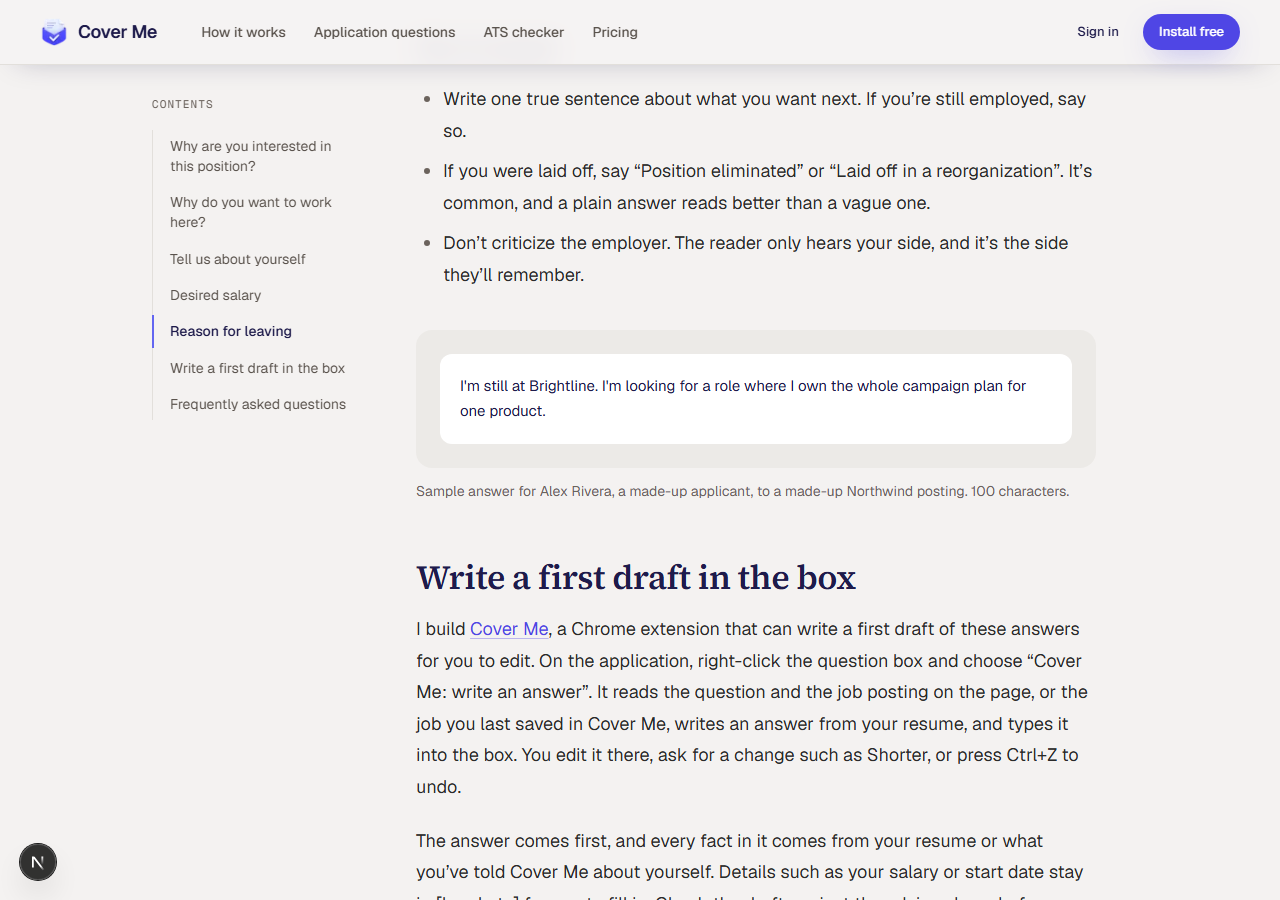 Cover Me
How it works
Application questions
ATS checker
Pricing
Sign in
Install free
CONTENTS
Why are you interested in
this position?
Why do you want to work
here?
Tell us about yourself
Desired salary
Reason for leaving
Write a first draft in the box
Frequently asked questions
Write one true sentence about what you want next. If you’re still employed, say
so.
If you were laid off, say “Position eliminated” or “Laid off in a reorganization”. It’s
common, and a plain answer reads better than a vague one.
Don’t criticize the employer. The reader only hears your side, and it’s the side
they’ll remember.
I'm still at Brightline. I'm looking for a role where I own the whole campaign plan for
one product.
Sample answer for Alex Rivera, a made-up applicant, to a made-up Northwind posting. 100 characters.
Write a first draft in the box
I build Cover Me, a Chrome extension that can write a first draft of these answers
for you to edit. On the application, right-click the question box and choose “Cover
Me: write an answer”. It reads the question and the job posting on the page, or the
job you last saved in Cover Me, writes an answer from your resume, and types it
into the box. You edit it there, ask for a change such as Shorter, or press Ctrl+Z to
undo.
The answer comes first, and every fact in it comes from your resume or what
you’ve told Cover Me about yourself. Details such as your salary or start date stay
N